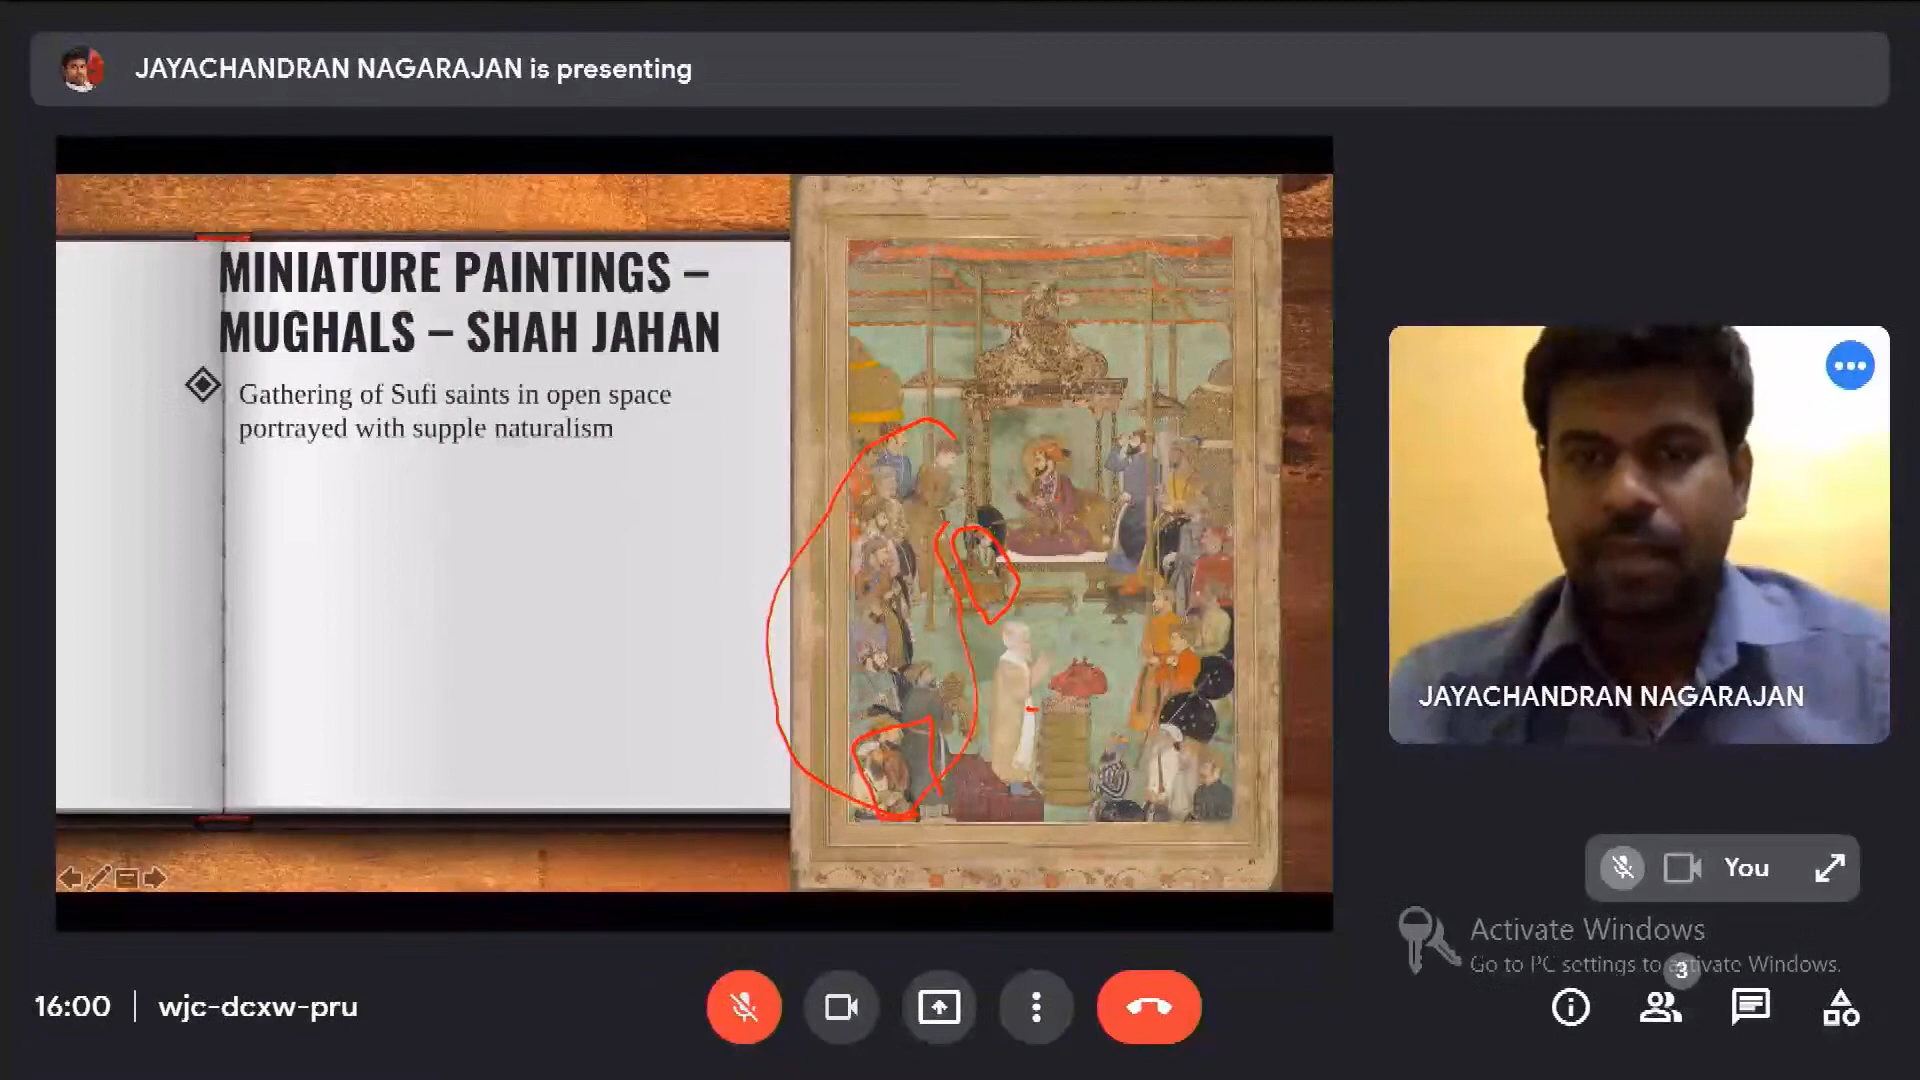 JAYACHANDRAN NAGARAJAN is presenting
MINIATURE PAINTINGS –
MUGHALS – SHAH JAHAN
Gathering of Sufi saints in open space
portrayed with supple naturalism
JAYACHANDRAN NAGARAJAN
You
Activate Windows
Go to PC settings to activate Windows.
3
16:00 | wjc-dcxw-pru